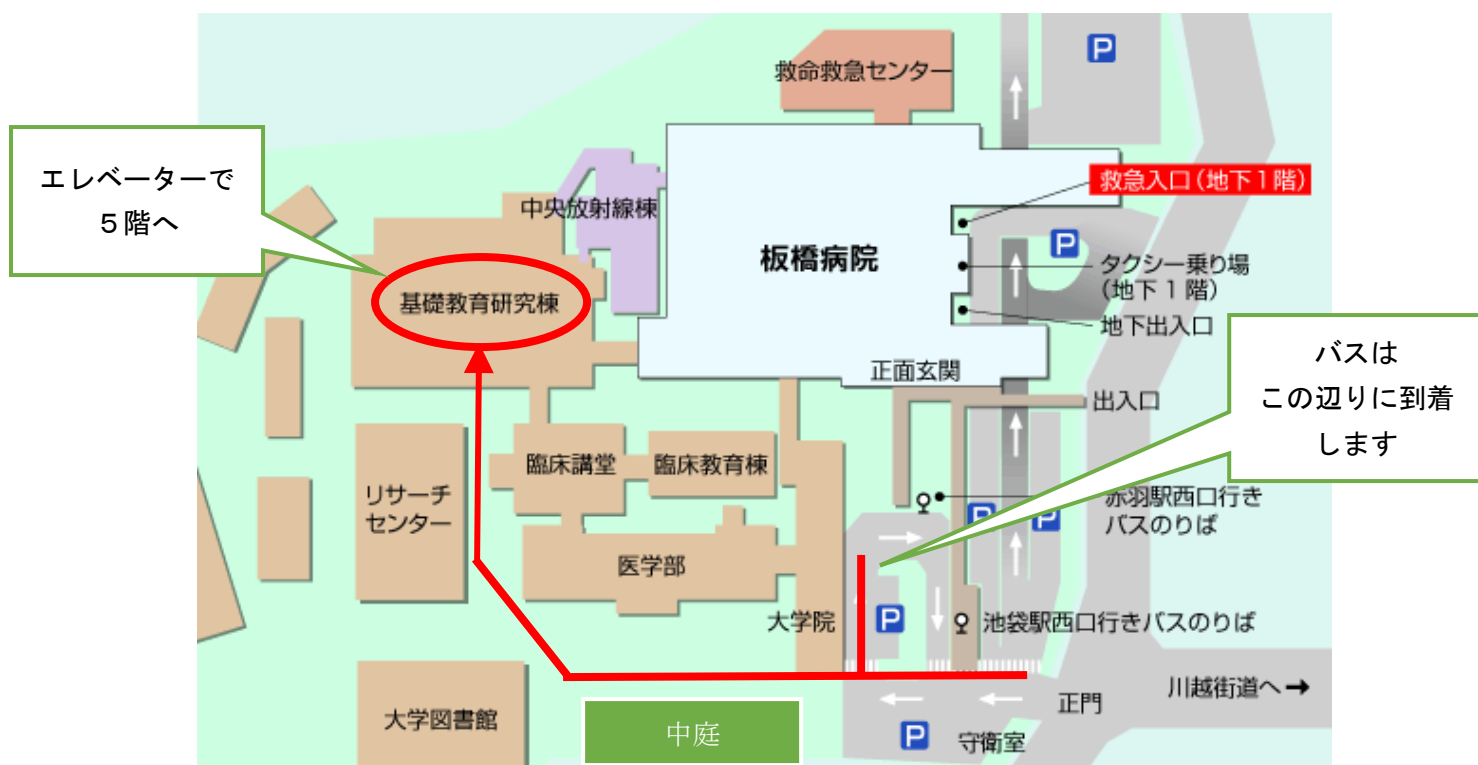 救命救急センター
P
エレベーターで
５階へ
救急入口(地下1階)
中央放射線棟
板橋病院
P
タクシー乗り場
(地下1階)
基礎教育研究棟
地下出入口
正面玄関
バスは
この辺りに到着
します
出入口
臨床講堂
臨床教育棟
リサーチ
センター
赤羽駅西口行き
バスのりば
P
P
医学部
大学院
P
池袋駅西口行きバスのりば
川越街道へ➡
正門
大学図書館
中庭
P
守衛室